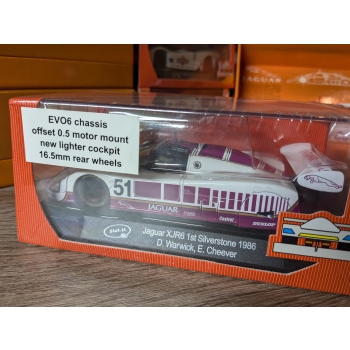 EVO6 chassis
offset 0.5 motor mount
new lighter cockpit
16.5mm rear wheels
51
JAGUAR
Castrol
DUNLOP
Slot.it
Jaguar XJR6 1st Silverstone 1986
D. Warwick, E. Cheever
JAGUAR